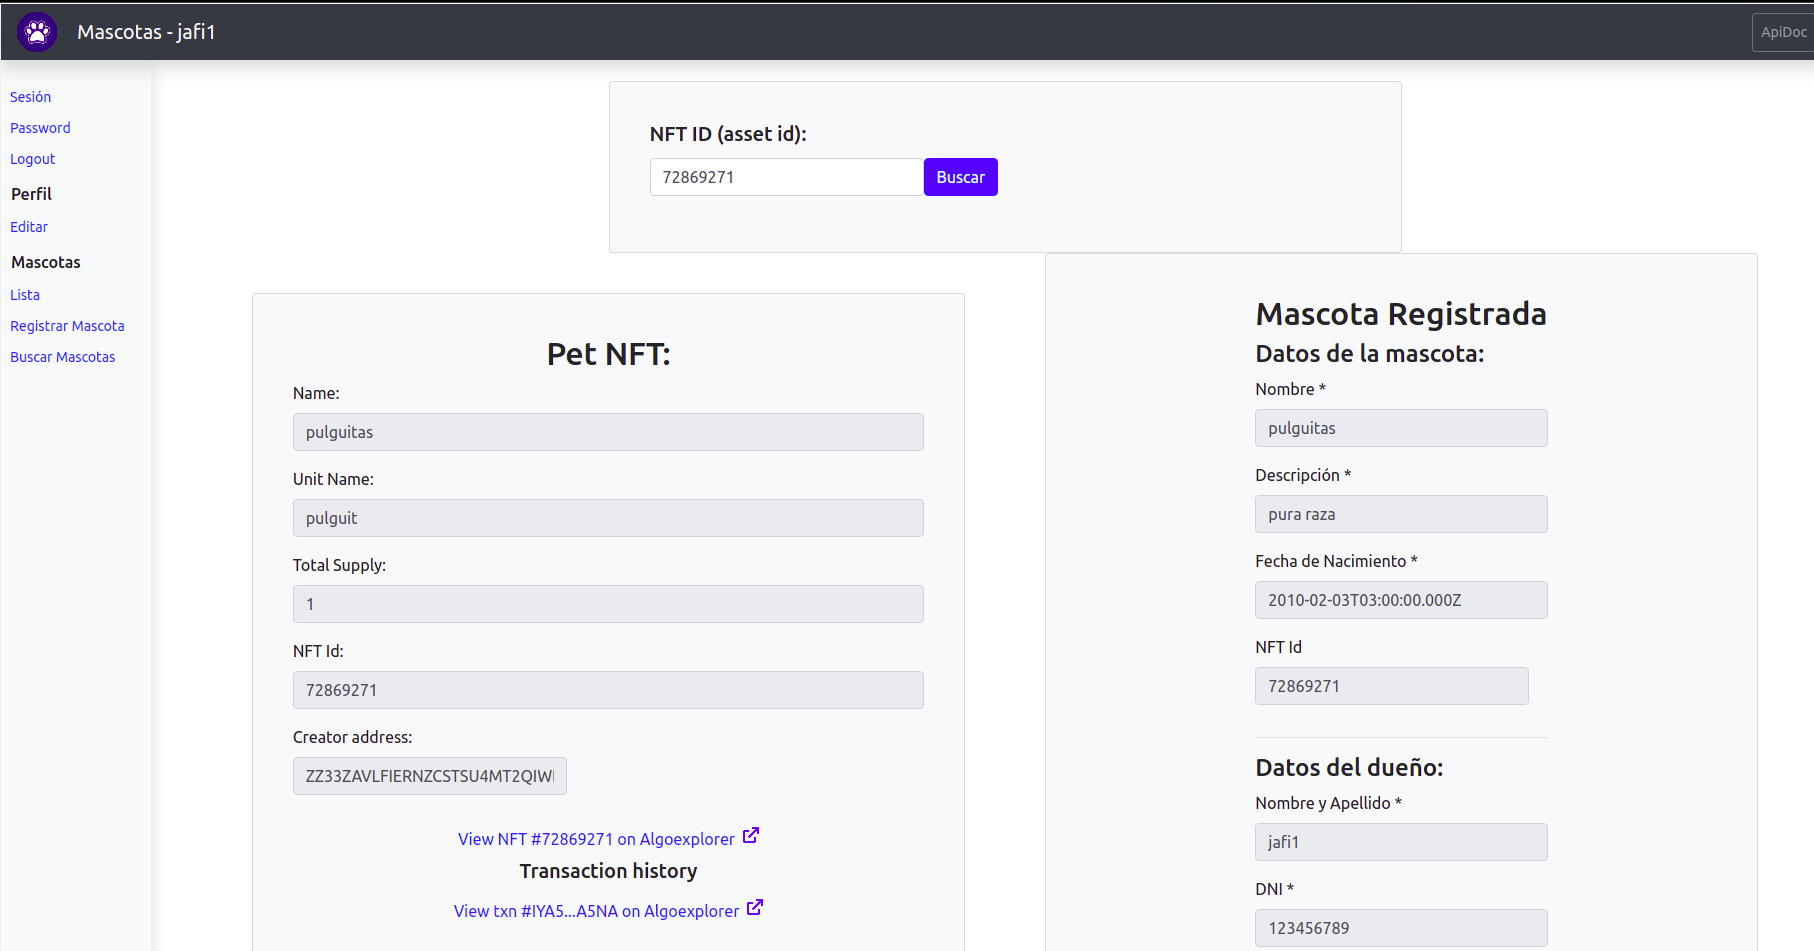 Mascotas - jafi1
ApiDoc
Sesión
Password
Logout
Perfil
Editar
Mascotas
Lista
Registrar Mascota
Buscar Mascotas
NFT ID (asset id):
72869271
Buscar
Pet NFT:
Name:
pulguitas
Unit Name:
pulguit
Total Supply:
1
NFT Id:
72869271
Creator address:
ZZ33ZAVLFIERNZCSTSU4MT2QIW
View NFT #72869271 on Algoexplorer
Transaction history
View txn #IYA5...A5NA on Algoexplorer
Mascota Registrada
Datos de la mascota:
Nombre *
pulguitas
Descripción *
pura raza
Fecha de Nacimiento *
2010-02-03T03:00:00.000Z
NFT Id
72869271
Datos del dueño:
Nombre y Apellido *
jafi1
DNI *
123456789